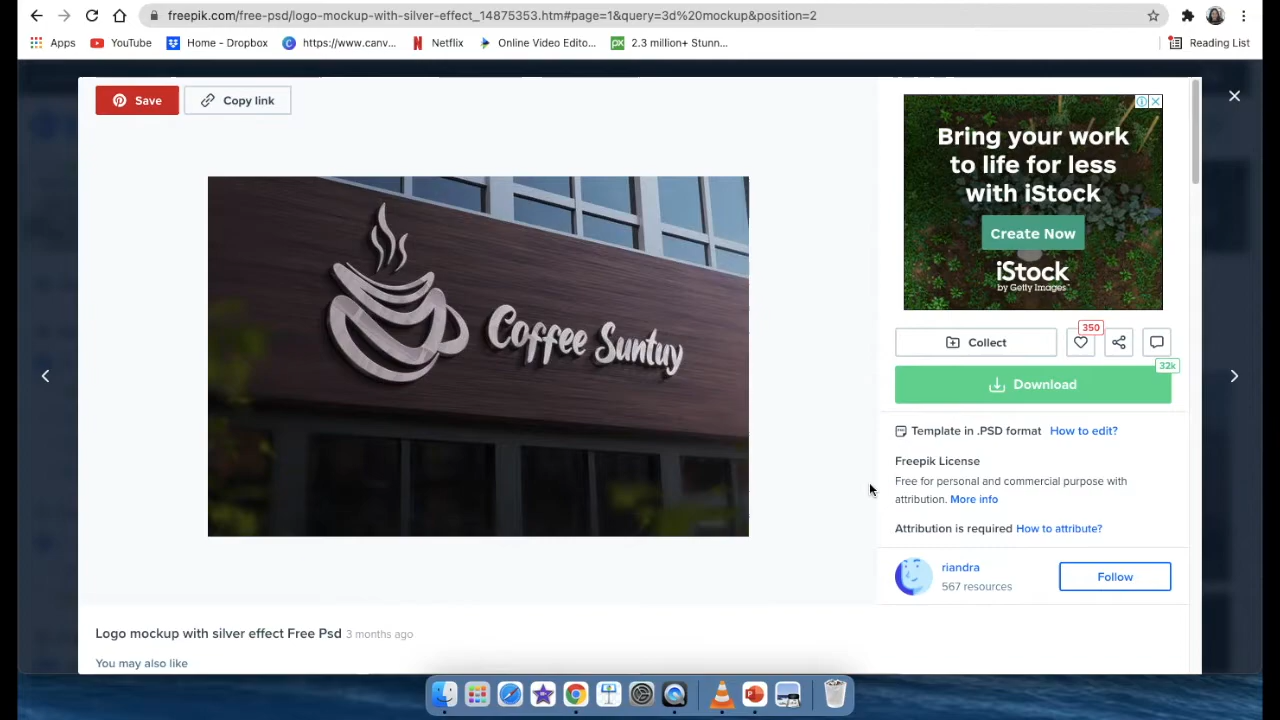 freepik.com/free-psd/logo-mockup-with-silver-effect_14875353.htm#page=1&query=3d%20mockup&position=2
Apps YouTube Home - Dropbox https://www.canv... Netflix Online Video Edito... 2.3 million+ Stunn... Reading List
Save Copy link
Bring your work
to life for less
with iStock
Create Now
iStock
by Getty Images™
Coffee Suntuy
Collect 350
32k
Download
Template in .PSD format How to edit?
Freepik License
Free for personal and commercial purpose with
attribution. More info
Attribution is required How to attribute?
riandra
567 resources
Follow
Logo mockup with silver effect Free Psd 3 months ago
You may also like